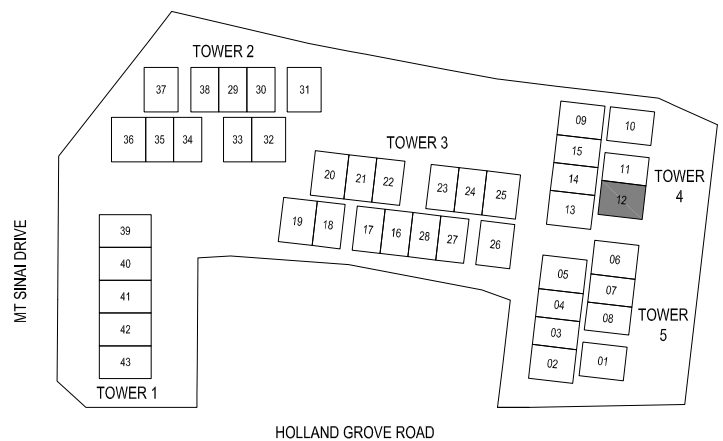 TOWER 2
37 38 29 30 31
36 35 34 33 32
TOWER 3
20 21 22 23 24 25
19 18 17 16 28 27 26
09 10
15
14 11
13 12
TOWER
4
39
40
41
42
43
TOWER 1
MT SINAI DRIVE
05 06
04 07
03 08
02 01
TOWER
5
HOLLAND GROVE ROAD